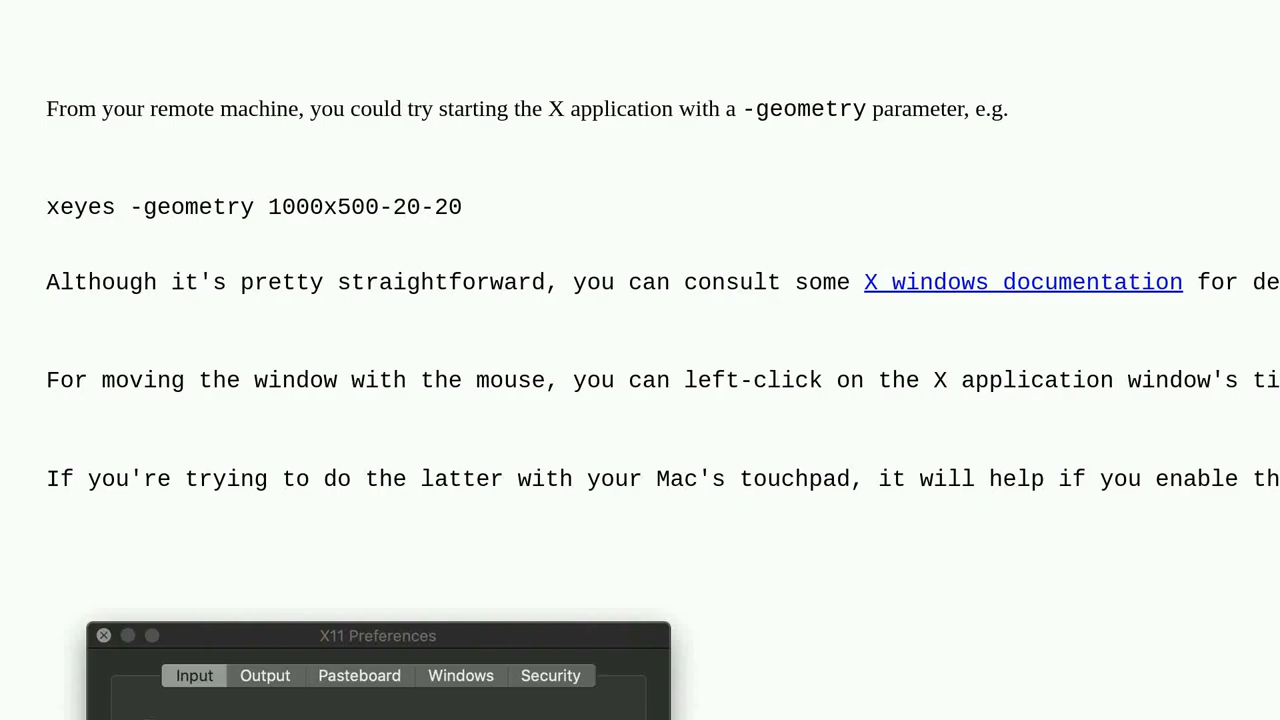 From your remote machine, you could try starting the X application with a -geometry parameter, e.g.
xeyes -geometry 1000x500-20-20
Although it's pretty straightforward, you can consult some X windows documentation for de
For moving the window with the mouse, you can left-click on the X application window's ti
If you're trying to do the latter with your Mac's touchpad, it will help if you enable th
X11 Preferences
Input Output Pasteboard Windows Security